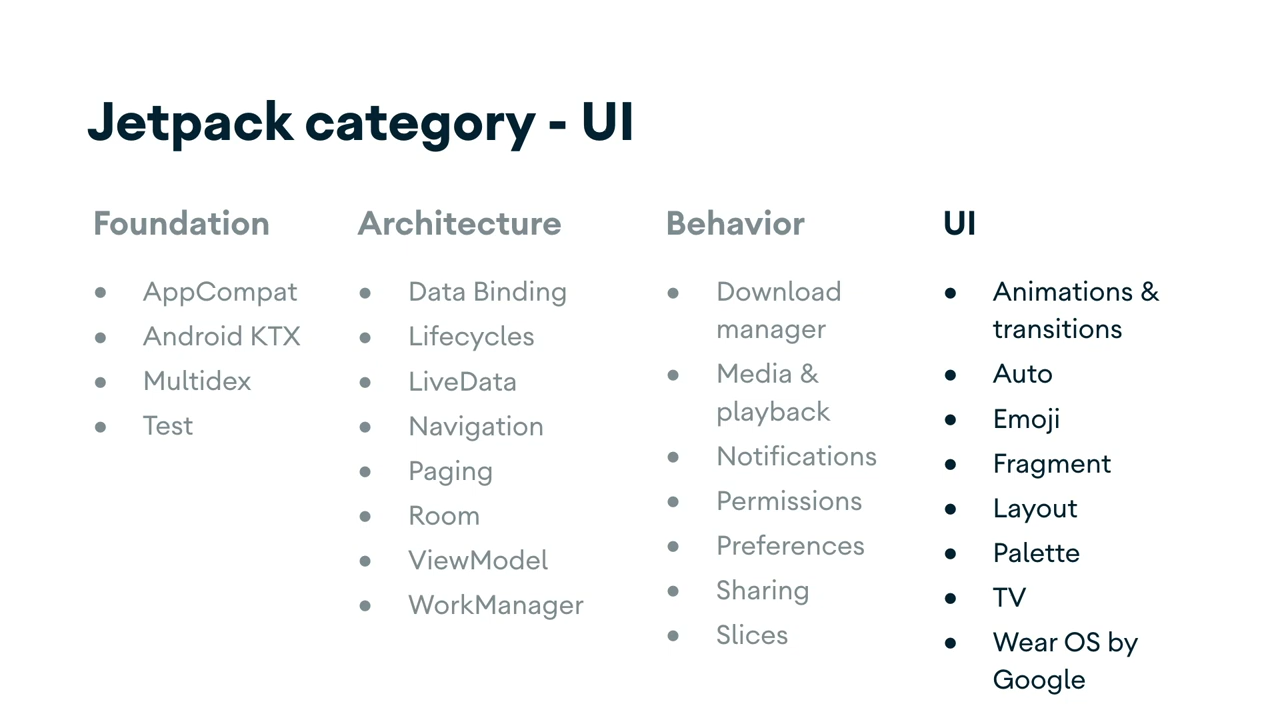 Jetpack category - UI
Foundation
● AppCompat
● Android KTX
● Multidex
● Test
Architecture
● Data Binding
● Lifecycles
● LiveData
● Navigation
● Paging
● Room
● ViewModel
● WorkManager
Behavior
● Download
manager
● Media &
playback
● Notifications
● Permissions
● Preferences
● Sharing
● Slices
UI
● Animations &
transitions
● Auto
● Emoji
● Fragment
● Layout
● Palette
● TV
● Wear OS by
Google